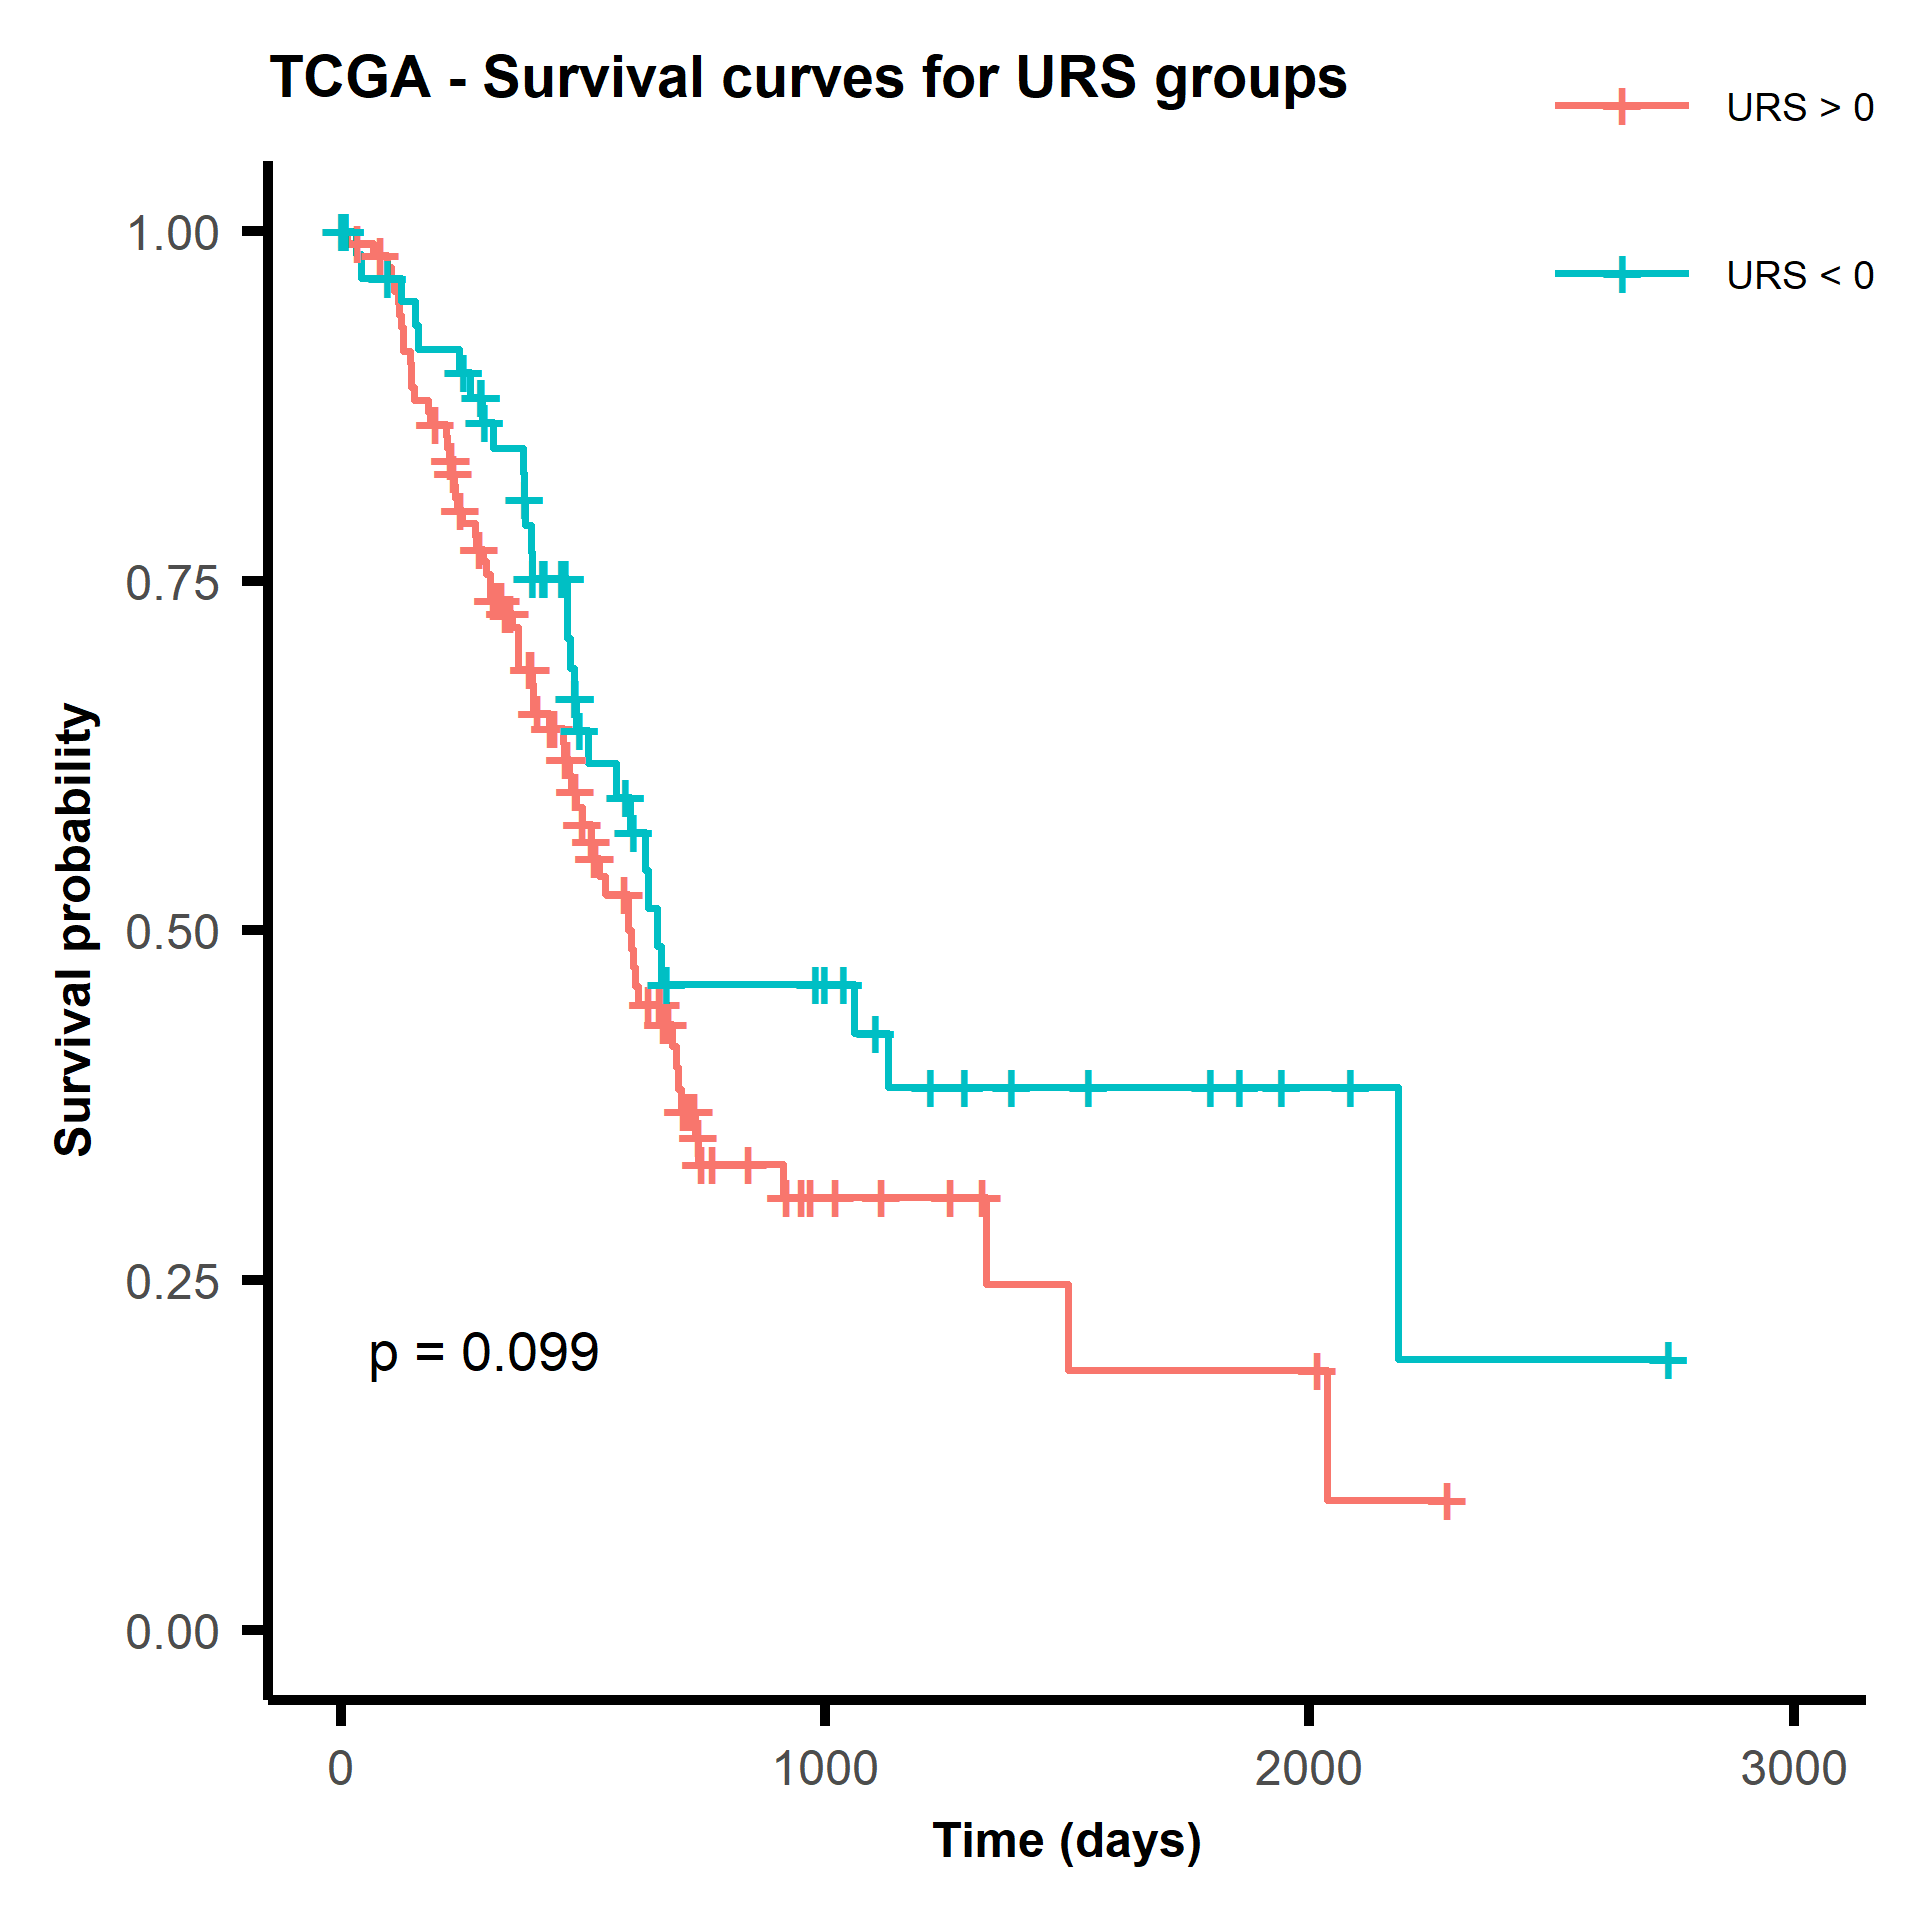 TCGA - Survival curves for URS groups
URS > 0
URS < 0
Survival probability
1.00
0.75
0.50
0.25
0.00
p = 0.099
0 1000 2000 3000
Time (days)